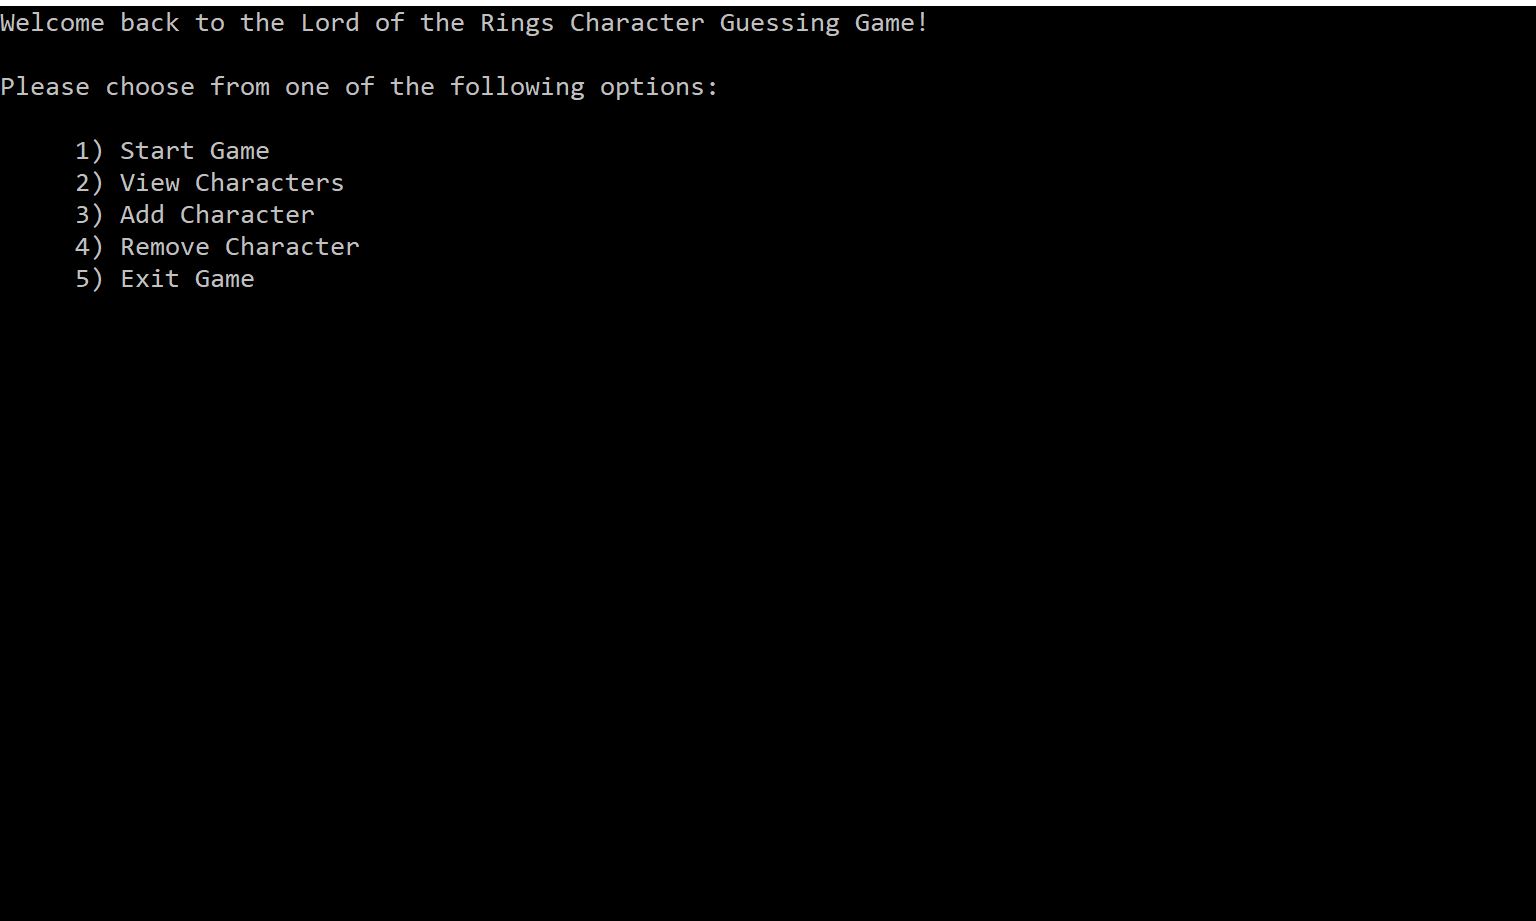 Welcome back to the Lord of the Rings Character Guessing Game!
Please choose from one of the following options:
1) Start Game
2) View Characters
3) Add Character
4) Remove Character
5) Exit Game